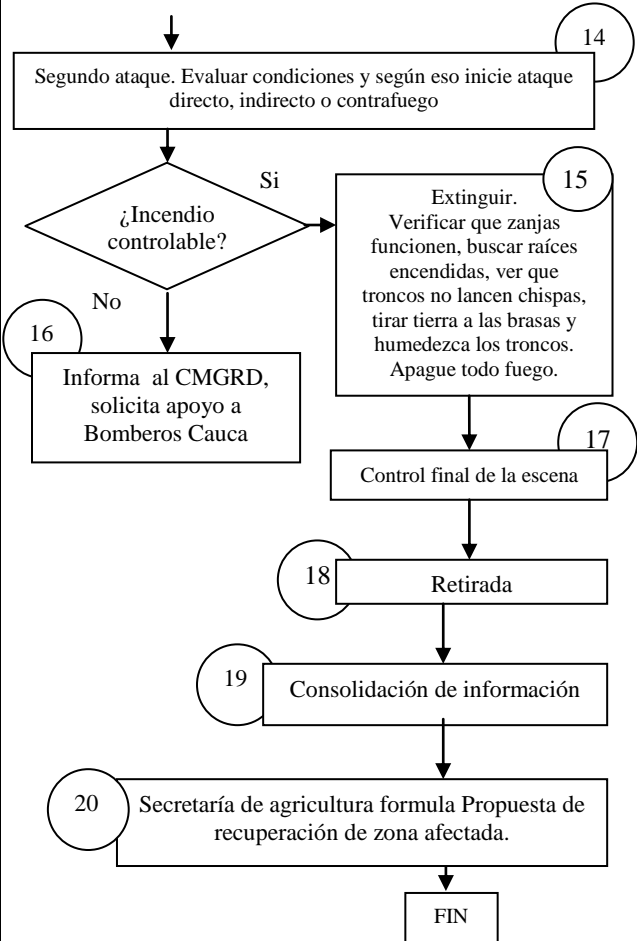 14
Segundo ataque. Evaluar condiciones y según eso inicie ataque
directo, indirecto o contrafuego
¿Incendio
controlable?
Si
15
Extinguir.
Verificar que zanjas
funcionen, buscar raíces
encendidas, ver que
troncos no lancen chispas,
tirar tierra a las brasas y
humedezca los troncos.
Apague todo fuego.
No
16
Informa al CMGRD,
solicita apoyo a
Bomberos Cauca
17
Control final de la escena
18
Retirada
19
Consolidación de información
20
Secretaría de agricultura formula Propuesta de
recuperación de zona afectada.
FIN